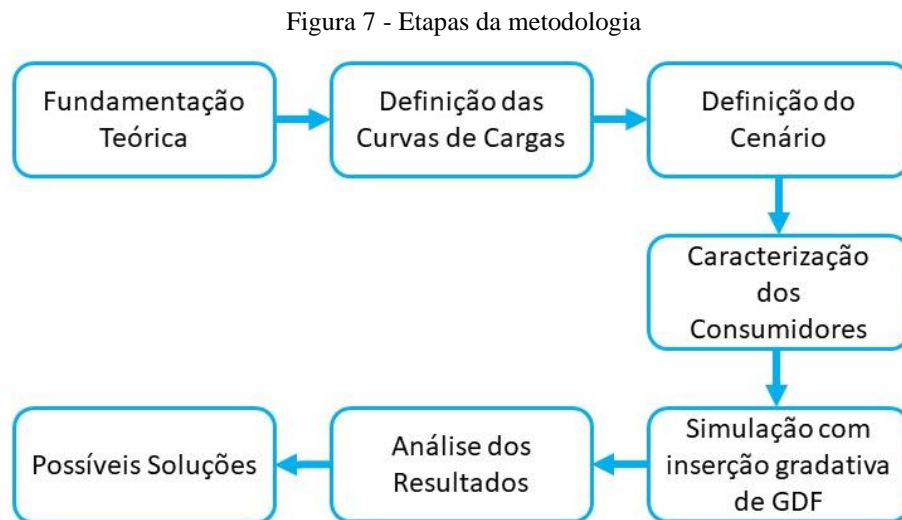 Figura 7 - Etapas da metodologia
Fundamentação
Teórica
Definição das
Curvas de Cargas
Definição do
Cenário
Caracterização
dos
Consumidores
Simulação com
inserção gradativa
de GDF
Análise dos
Resultados
Possíveis Soluções